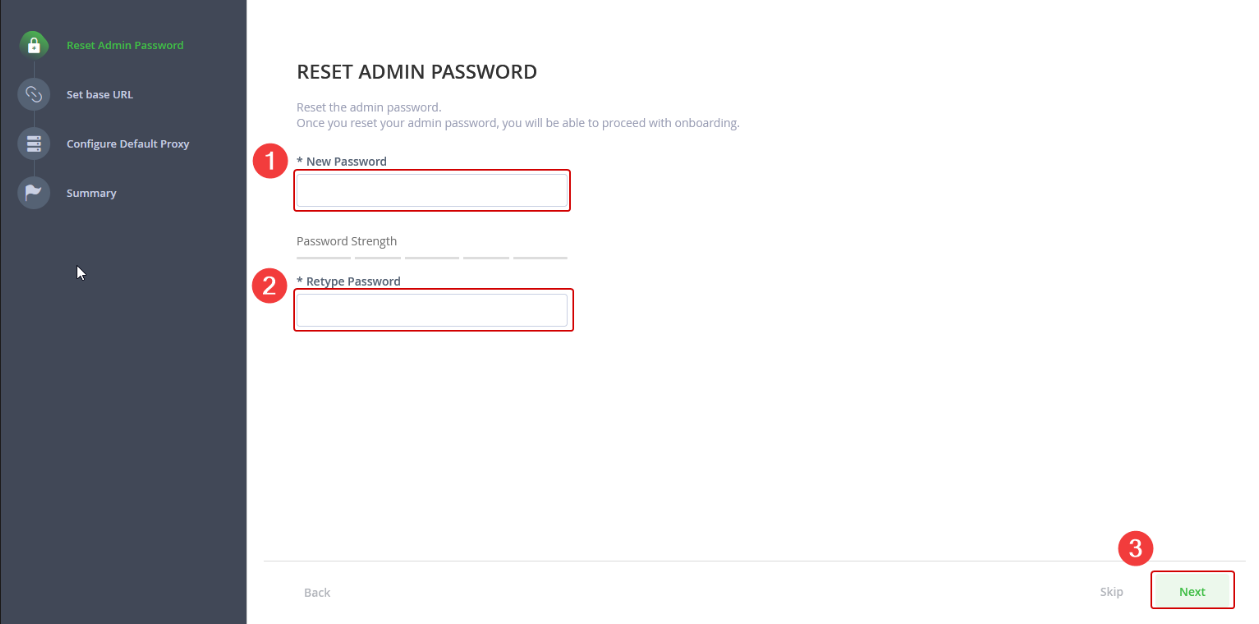 Reset Admin Password
Set base URL
Configure Default Proxy
Summary
RESET ADMIN PASSWORD
Reset the admin password.
Once you reset your admin password, you will be able to proceed with onboarding.
1
* New Password
Password Strength
2
* Retype Password
3
Back
Skip
Next